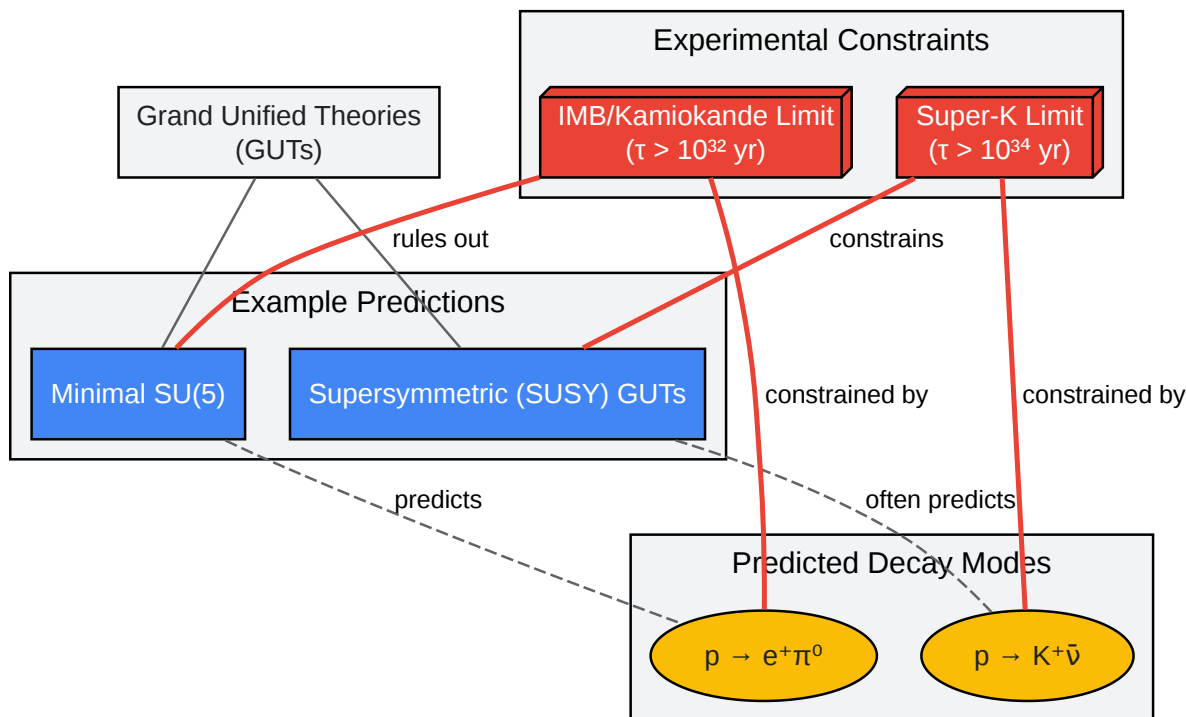 Experimental Constraints
Grand Unified Theories
(GUTs)
IMB/Kamiokande Limit
(τ > 10³² yr)
Super-K Limit
(τ > 10³⁴ yr)
rules out
constrains
Example Predictions
Minimal SU(5)
Supersymmetric (SUSY) GUTs
constrained by
constrained by
predicts
often predicts
Predicted Decay Modes
p → e⁺π⁰
p → K⁺ν̄